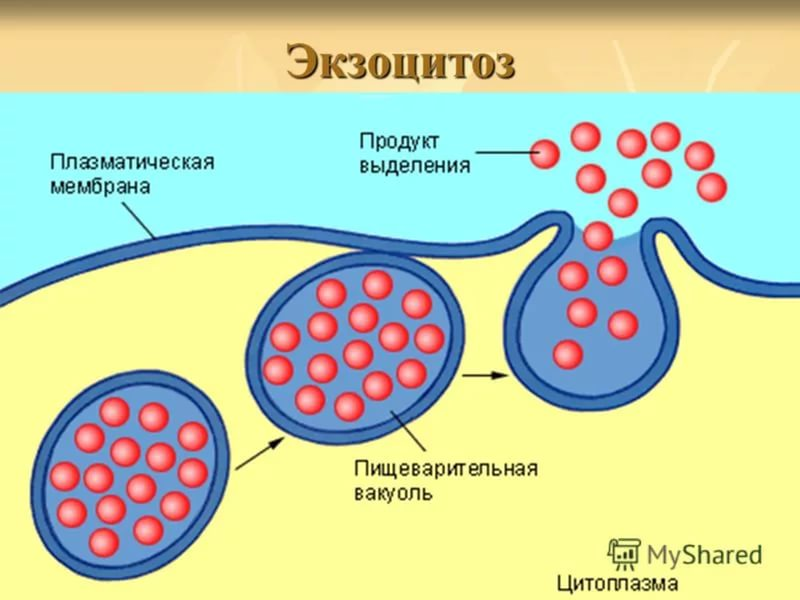 Экзоцитоз
Продукт
выделения
Плазматическая
мембрана
Пищеварительная
вакуоль
MyShared
Цитоплазма